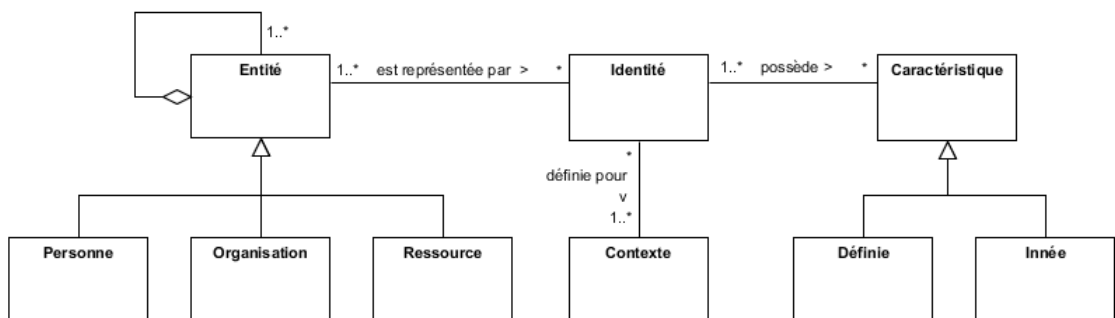 1..*
Entité
1..* est représentée par > *
Identité
1..* possède > *
Caractéristique
*
définie pour
v
1..*
Personne
Organisation
Ressource
Contexte
Définie
Innée